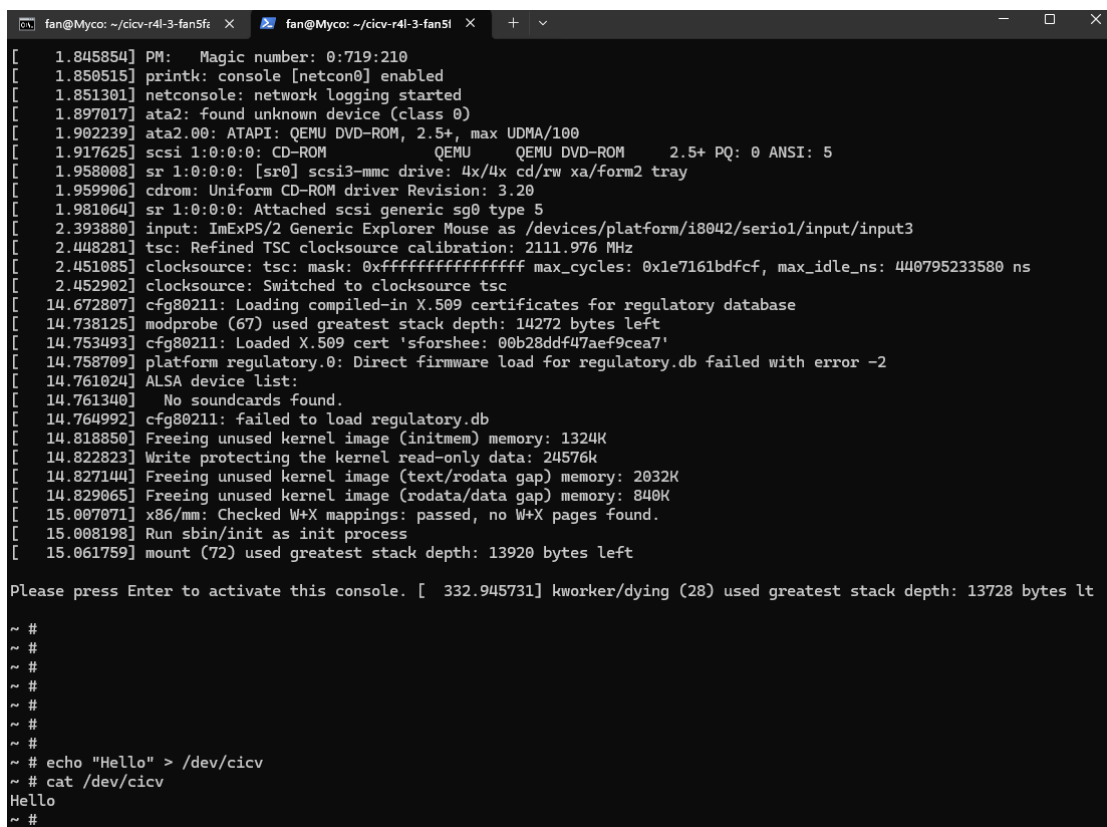 fan@Myco: ~/cicv-r4l-3-fan5fa
fan@Myco: ~/cicv-r4l-3-fan5f
[    1.845854] PM:   Magic number: 0:719:210
[    1.850515] printk: console [netcon0] enabled
[    1.851301] netconsole: network logging started
[    1.897017] ata2: found unknown device (class 0)
[    1.902239] ata2.00: ATAPI: QEMU DVD-ROM, 2.5+, max UDMA/100
[    1.917625] scsi 1:0:0:0: CD-ROM            QEMU     QEMU DVD-ROM     2.5+ PQ: 0 ANSI: 5
[    1.958008] sr 1:0:0:0: [sr0] scsi3-mmc drive: 4x/4x cd/rw xa/form2 tray
[    1.959906] cdrom: Uniform CD-ROM driver Revision: 3.20
[    1.981064] sr 1:0:0:0: Attached scsi generic sg0 type 5
[    2.393880] input: ImExPS/2 Generic Explorer Mouse as /devices/platform/i8042/serio1/input/input3
[    2.448281] tsc: Refined TSC clocksource calibration: 2111.976 MHz
[    2.451085] clocksource: tsc: mask: 0xffffffffffffffff max_cycles: 0x1e7161bdfcf, max_idle_ns: 440795233580 ns
[    2.452902] clocksource: Switched to clocksource tsc
[   14.672807] cfg80211: Loading compiled-in X.509 certificates for regulatory database
[   14.738125] modprobe (67) used greatest stack depth: 14272 bytes left
[   14.753493] cfg80211: Loaded X.509 cert 'sforshee: 00b28ddf47aef9cea7'
[   14.758709] platform regulatory.0: Direct firmware load for regulatory.db failed with error -2
[   14.761024] ALSA device list:
[   14.761340]   No soundcards found.
[   14.764992] cfg80211: failed to load regulatory.db
[   14.818850] Freeing unused kernel image (initmem) memory: 1324K
[   14.822823] Write protecting the kernel read-only data: 24576k
[   14.827144] Freeing unused kernel image (text/rodata gap) memory: 2032K
[   14.829065] Freeing unused kernel image (rodata/data gap) memory: 840K
[   15.007071] x86/mm: Checked W+X mappings: passed, no W+X pages found.
[   15.008198] Run sbin/init as init process
[   15.061759] mount (72) used greatest stack depth: 13920 bytes left
Please press Enter to activate this console. [  332.945731] kworker/dying (28) used greatest stack depth: 13728 bytes lt
~ #
~ #
~ #
~ #
~ #
~ #
~ #
~ # echo "Hello" > /dev/cicv
~ # cat /dev/cicv
Hello
~ #